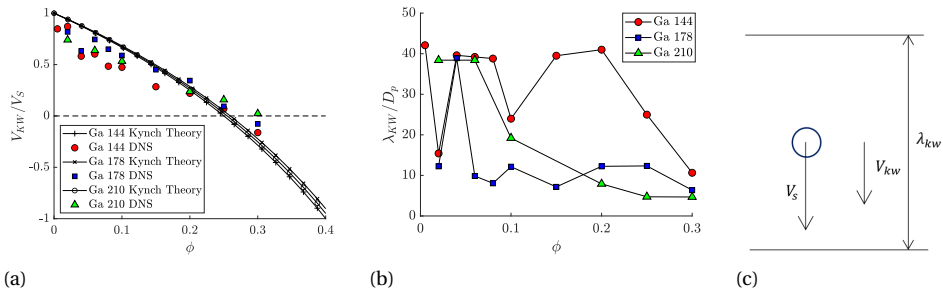 V_KW/V_S
1
0.5
0
-0.5
-1
0
0.1
0.2
0.3
0.4
ϕ
Ga 144 Kynch Theory
Ga 144 DNS
Ga 178 Kynch Theory
Ga 178 DNS
Ga 210 Kynch Theory
Ga 210 DNS
(a)
λ_KW/D_p
50
40
30
20
10
0
0
0.1
0.2
0.3
ϕ
Ga 144
Ga 178
Ga 210
(b)
V_s
V_kw
λ_kw
(c)